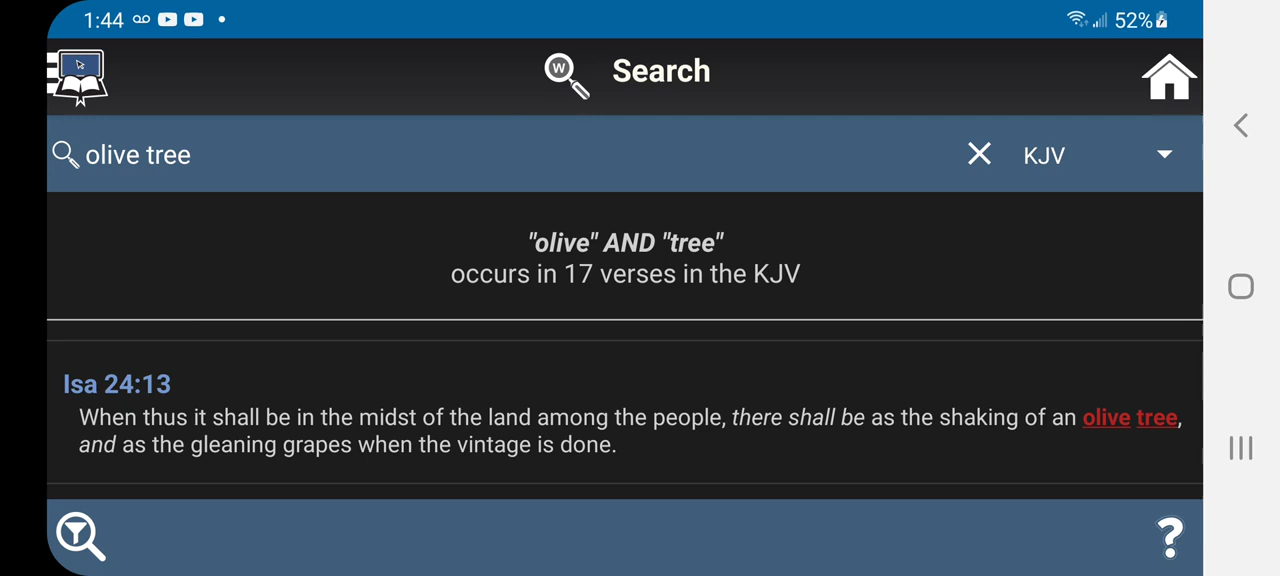 1:44 52%
W Search
olive tree KJV
"olive" AND "tree"
occurs in 17 verses in the KJV
Isa 24:13
When thus it shall be in the midst of the land among the people, there shall be as the shaking of an olive tree,
and as the gleaning grapes when the vintage is done.
?